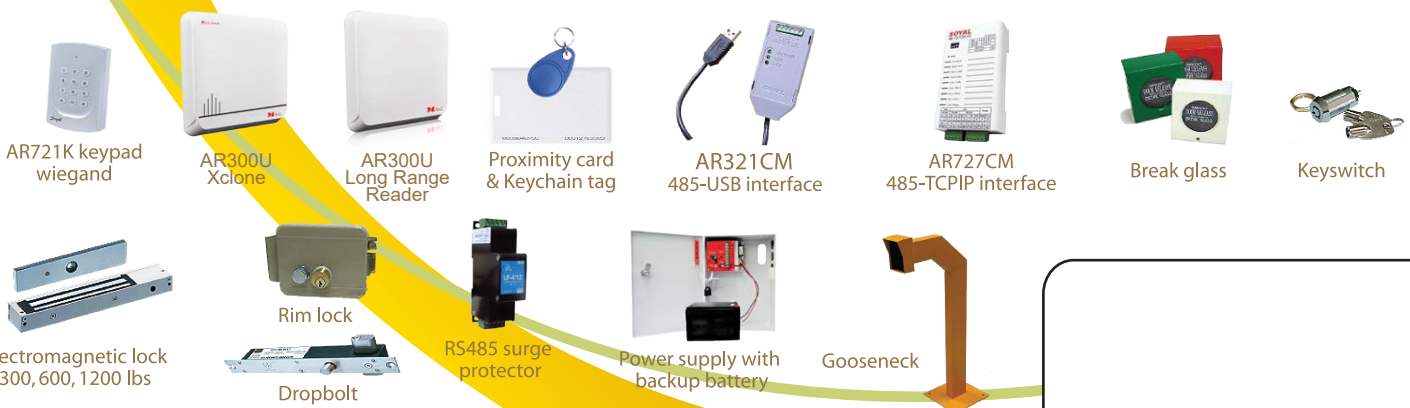 AR721K keypad
wiegand
AR300U
Xclone
AR300U
Long Range
Reader
Proximity card
& Keychain tag
AR321CM
485-USB interface
SOYAL
AR727CM
485-TCPIP interface
Break glass
Keyswitch
ectromagnetic lock
300, 600, 1200 lbs
Rim lock
Dropbolt
RS485 surge
protector
Power supply with
backup battery
Gooseneck